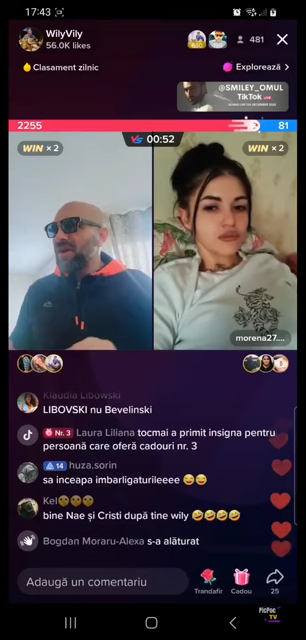 17:43
WilyVily
56.0K likes
481
Clasament zilnic
Explorează >
@SMILEY_OMUL
TikTok
2255
81
WIN × 2
VS 00:52
WIN × 2
morena27....
Klaudia Libowski
LIBOVSKI nu Bevelinski
Nr. 3 Laura Liliana tocmai a primit insigna pentru
persoana care oferă cadouri nr. 3
14 huza.sorin
sa inceapa imbarligaturileeee 😂😂
Kel
bine Nae și Cristi după tine wily 🤣🤣🤣🤣
Bogdan Moraru-Alexa s-a alăturat
Adaugă un comentariu
Trandafir
Cadou
25
PicPoc
TV